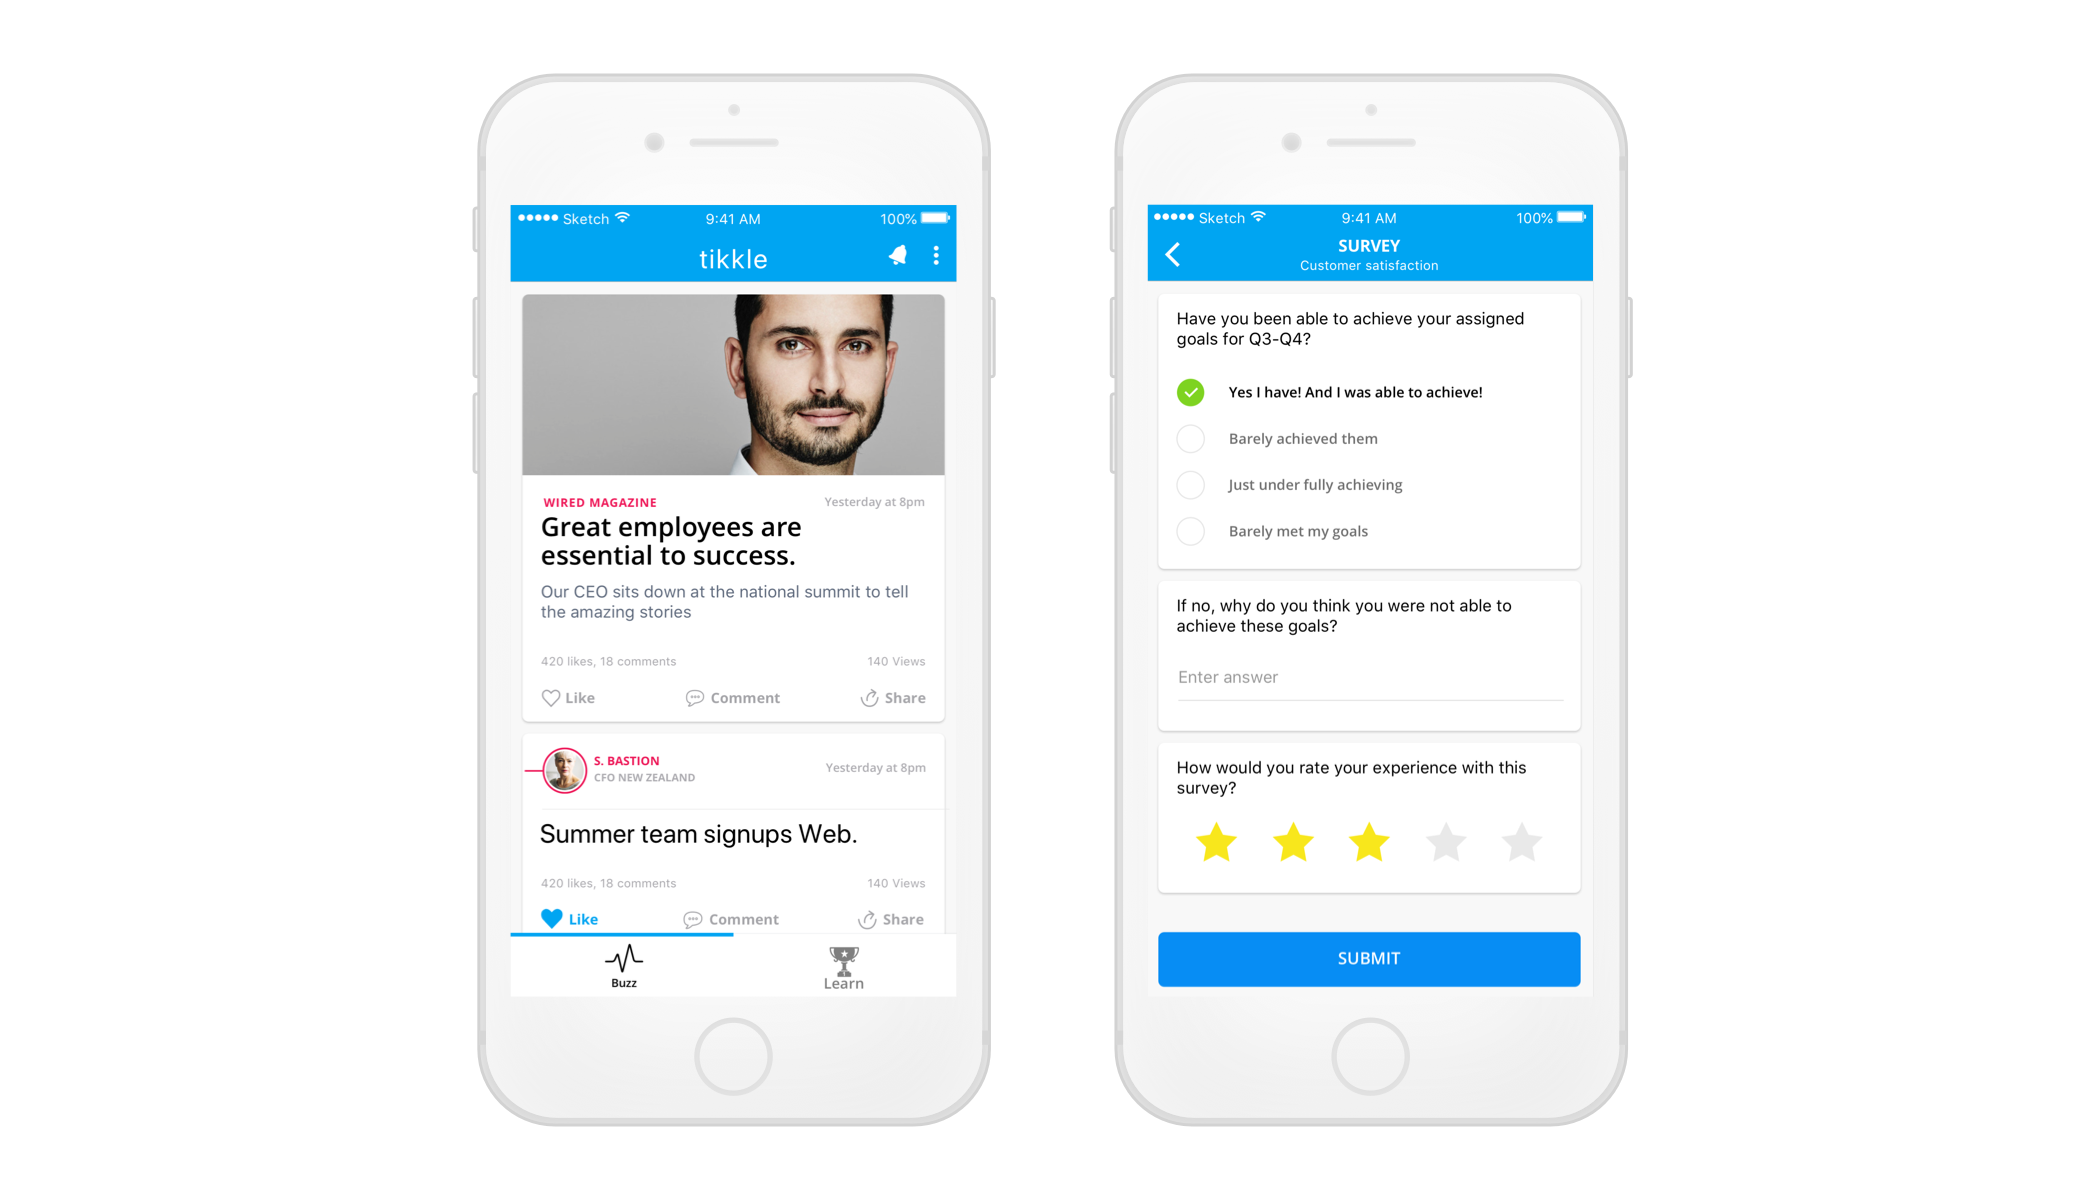 Sketch 9:41 AM 100%
tikkle
WIRED MAGAZINE Yesterday at 8pm
Great employees are
essential to success.
Our CEO sits down at the national summit to tell
the amazing stories
420 likes, 18 comments 140 Views
Like Comment Share
S. BASTION
CFO NEW ZEALAND
Yesterday at 8pm
Summer team signups Web.
420 likes, 18 comments 140 Views
Like Comment Share
Buzz Learn
Sketch 9:41 AM 100%
SURVEY
Customer satisfaction
Have you been able to achieve your assigned
goals for Q3-Q4?
Yes I have! And I was able to achieve!
Barely achieved them
Just under fully achieving
Barely met my goals
If no, why do you think you were not able to
achieve these goals?
Enter answer
How would you rate your experience with this
survey?
SUBMIT